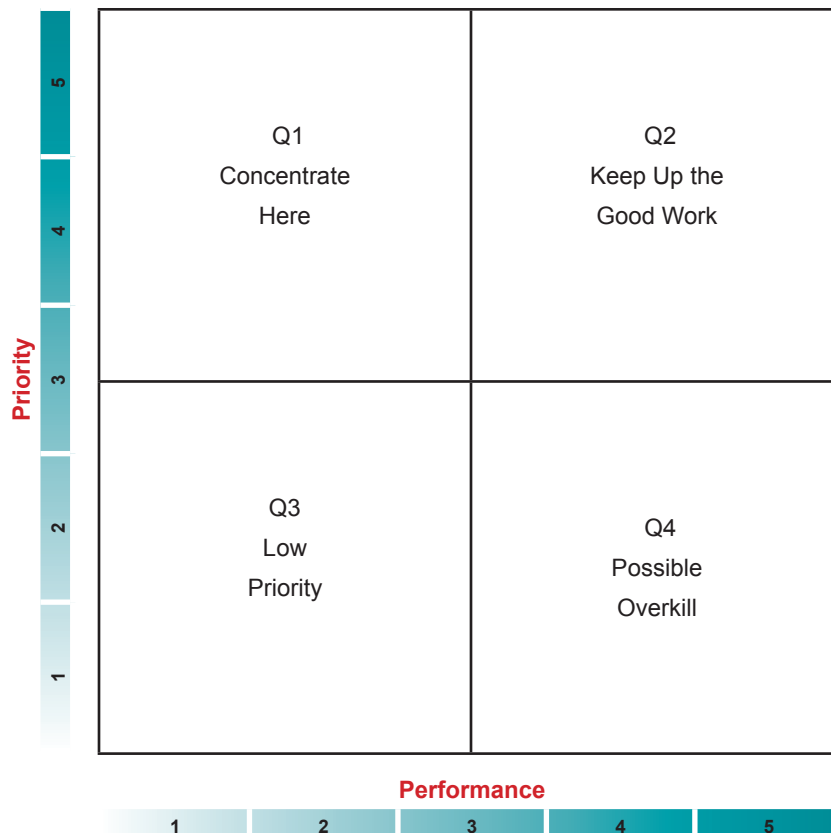 5
Q1
Concentrate
Here
Q2
Keep Up the
Good Work
4
Priority
3
2
Q3
Low
Priority
Q4
Possible
Overkill
1
Performance
1 2 3 4 5